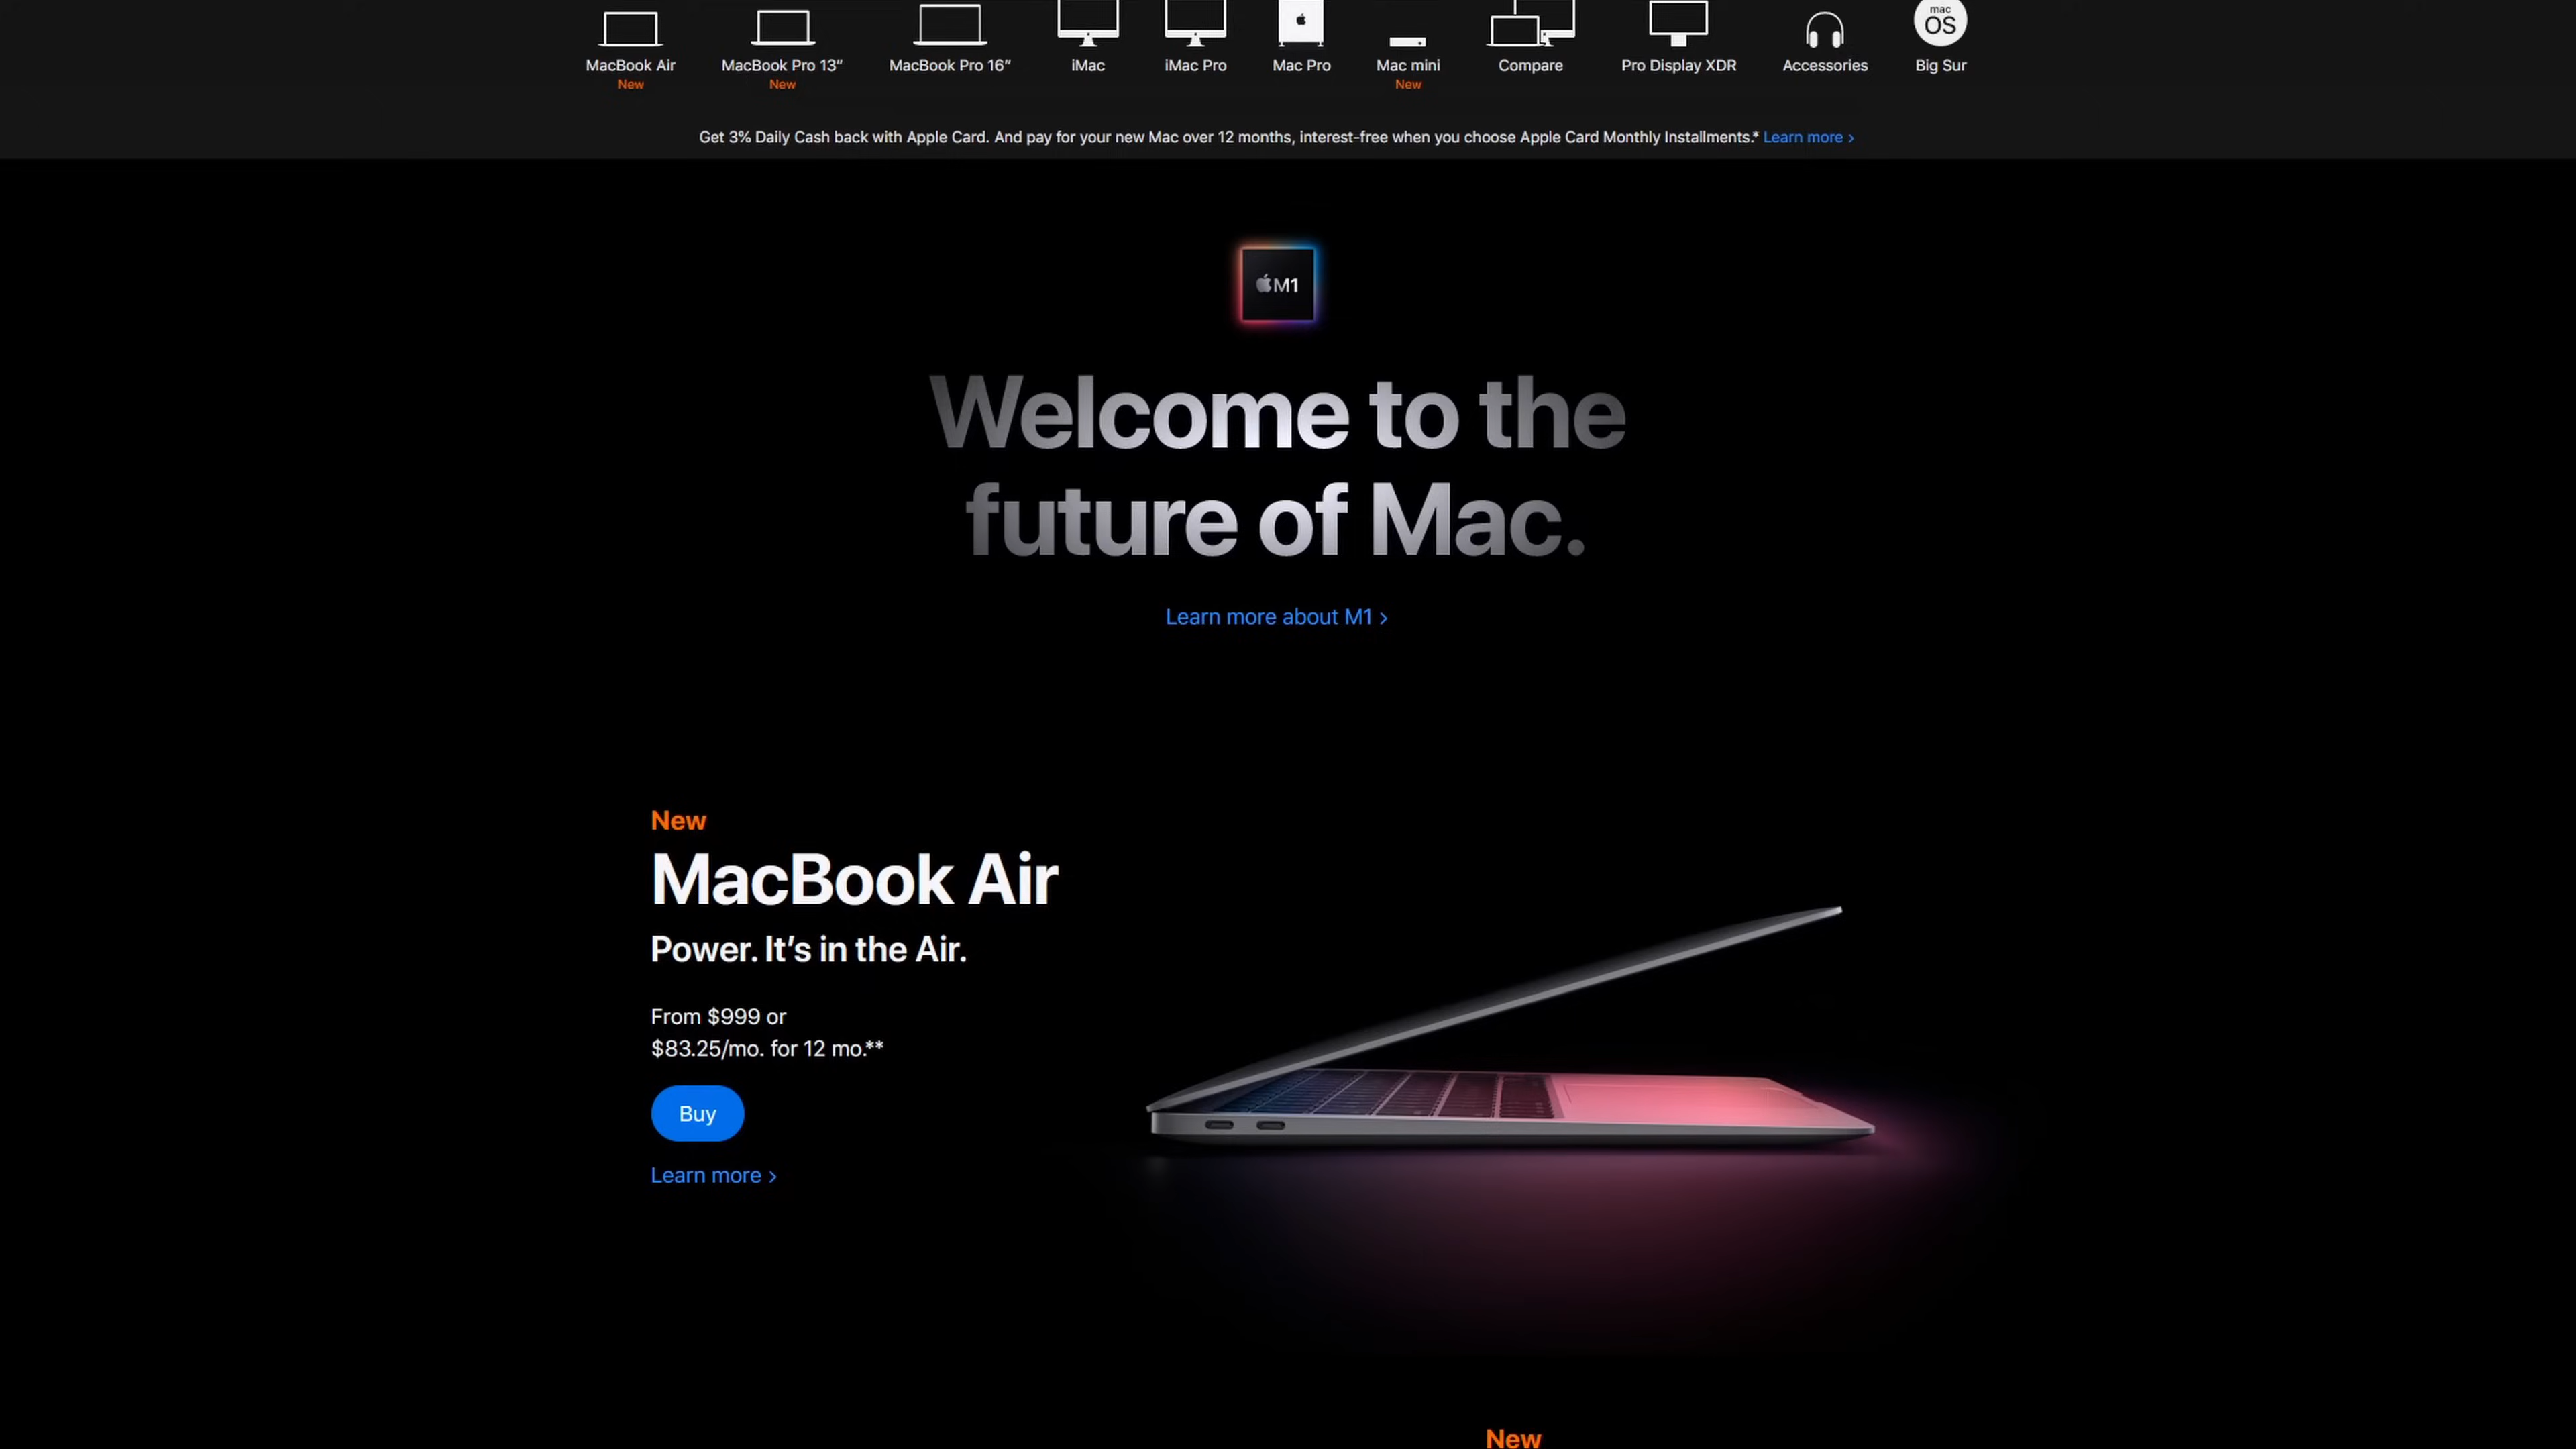 mac
OS
MacBook Air
New
MacBook Pro 13″
New
MacBook Pro 16″
iMac
iMac Pro
Mac Pro
Mac mini
New
Compare
Pro Display XDR
Accessories
Big Sur
Get 3% Daily Cash back with Apple Card. And pay for your new Mac over 12 months, interest-free when you choose Apple Card Monthly Installments.* Learn more >
M1
Welcome to the
future of Mac.
Learn more about M1 >
New
MacBook Air
Power. It’s in the Air.
From $999 or
$83.25/mo. for 12 mo.**
Buy
Learn more >
New